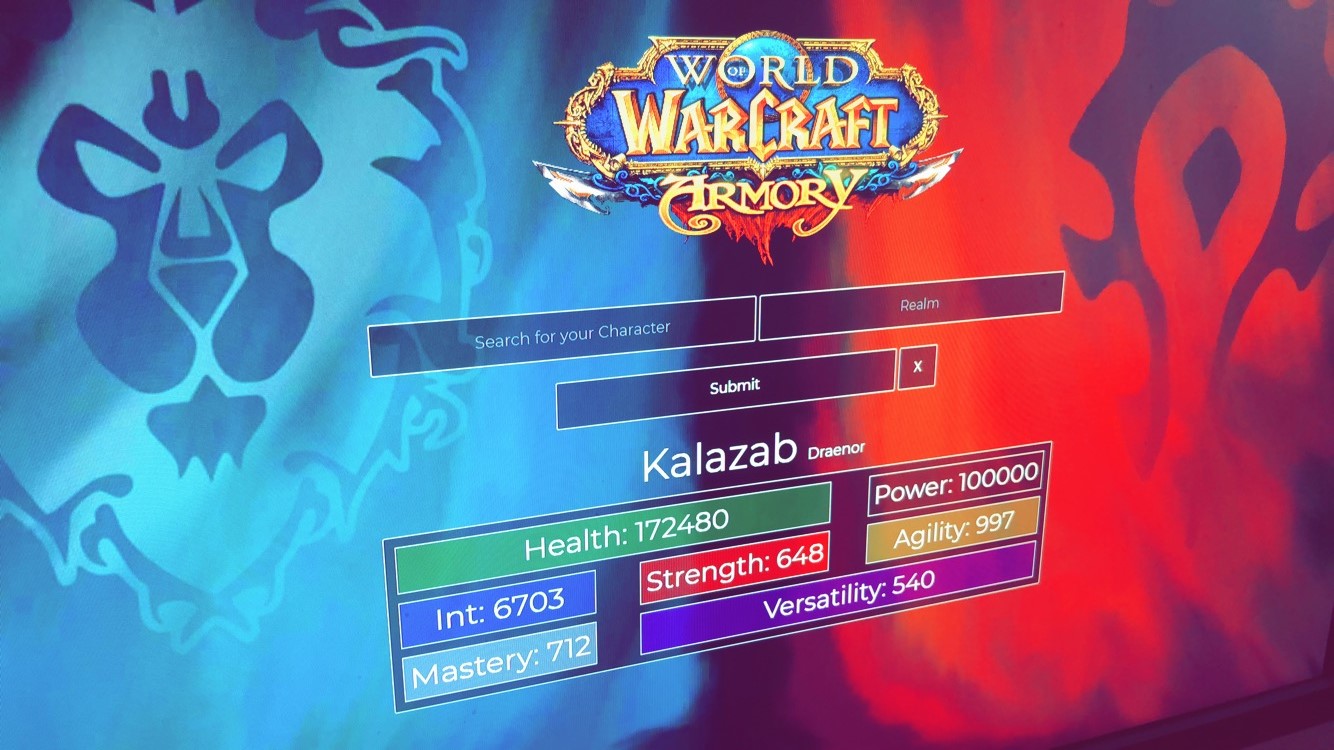 WORLD OF
WARCRAFT
ARMORY
Search for your Character
Realm
Submit
X
Kalazab Draenor
Health: 172480
Power: 100000
Int: 6703
Strength: 648
Agility: 997
Mastery: 712
Versatility: 540